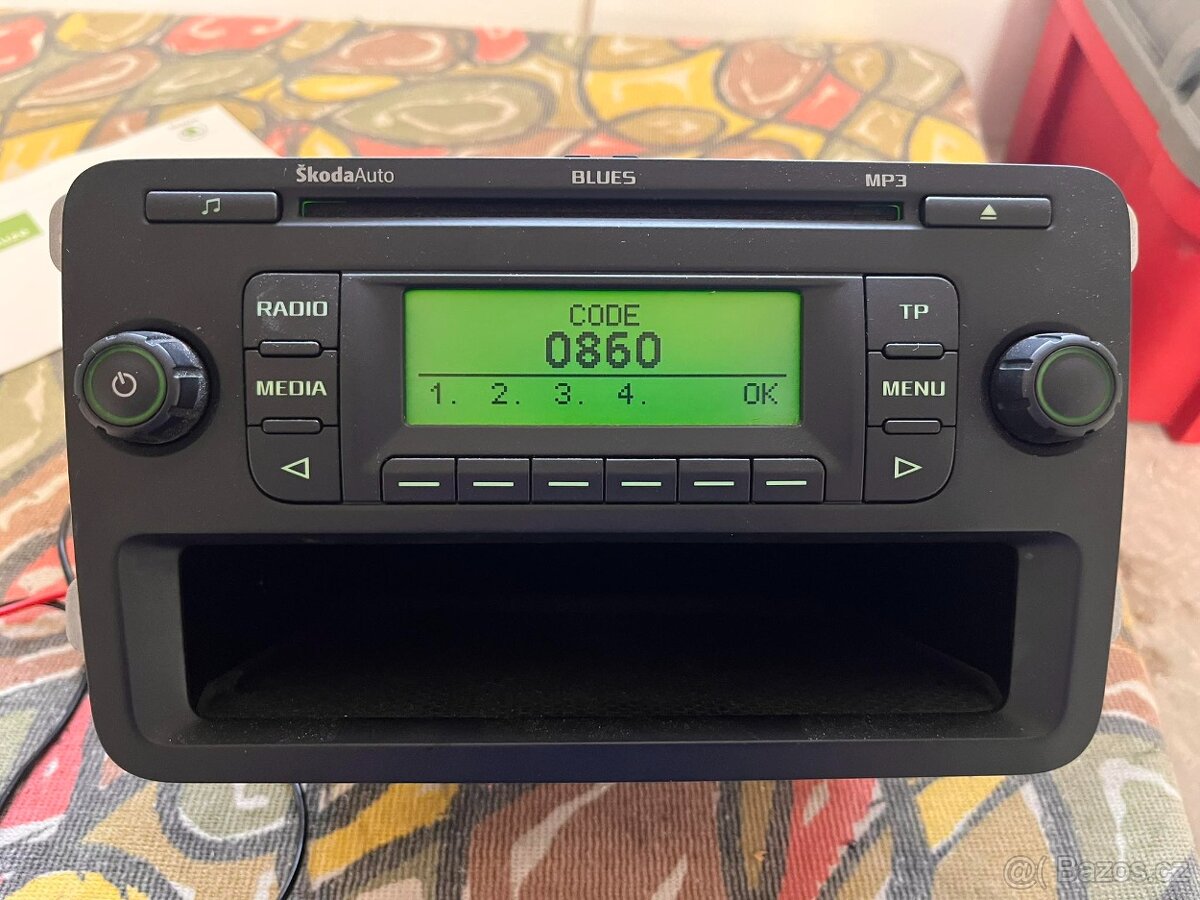 ŠkodaAuto
BLUES
MP3
RADIO
MEDIA
CODE
0860
1. 2. 3. 4. OK
TP
MENU
@( Bazos.cz